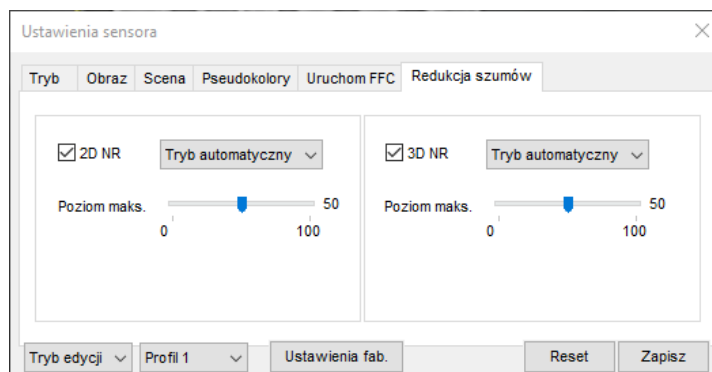 Ustawienia sensora
Tryb Obraz Scena Pseudokolory Uruchom FFC Redukcja szumów
2D NR Tryb automatyczny 3D NR Tryb automatyczny
Poziom maks. 50 Poziom maks. 50
0 100 0 100
Tryb edycji Profil 1 Ustawienia fab. Reset Zapisz